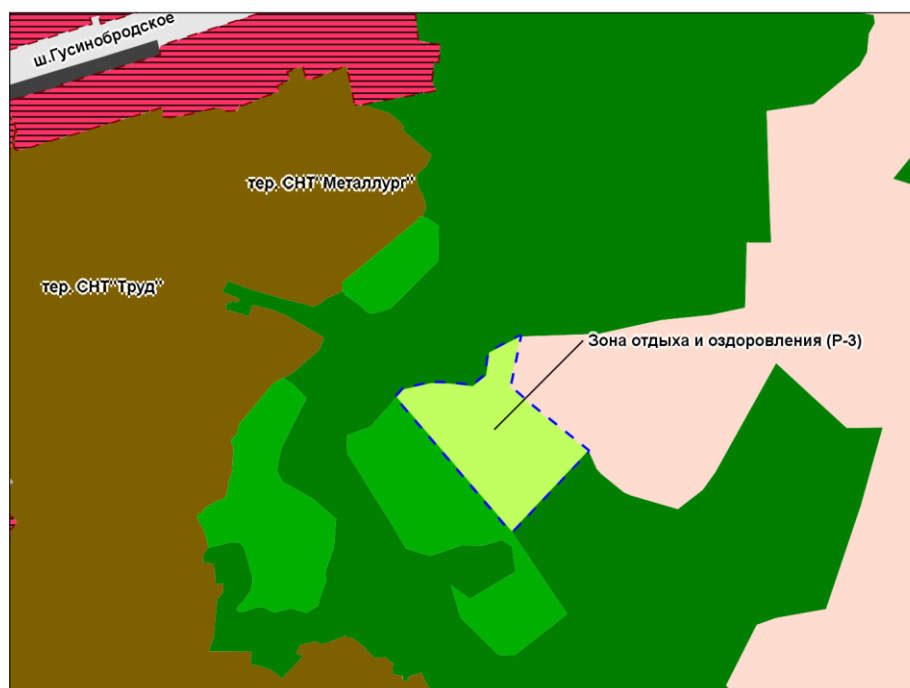 ш.Гусинобродское
тер. СНТ"Металлург"
тер. СНТ"Труд"
Зона отдыха и оздоровления (Р-3)